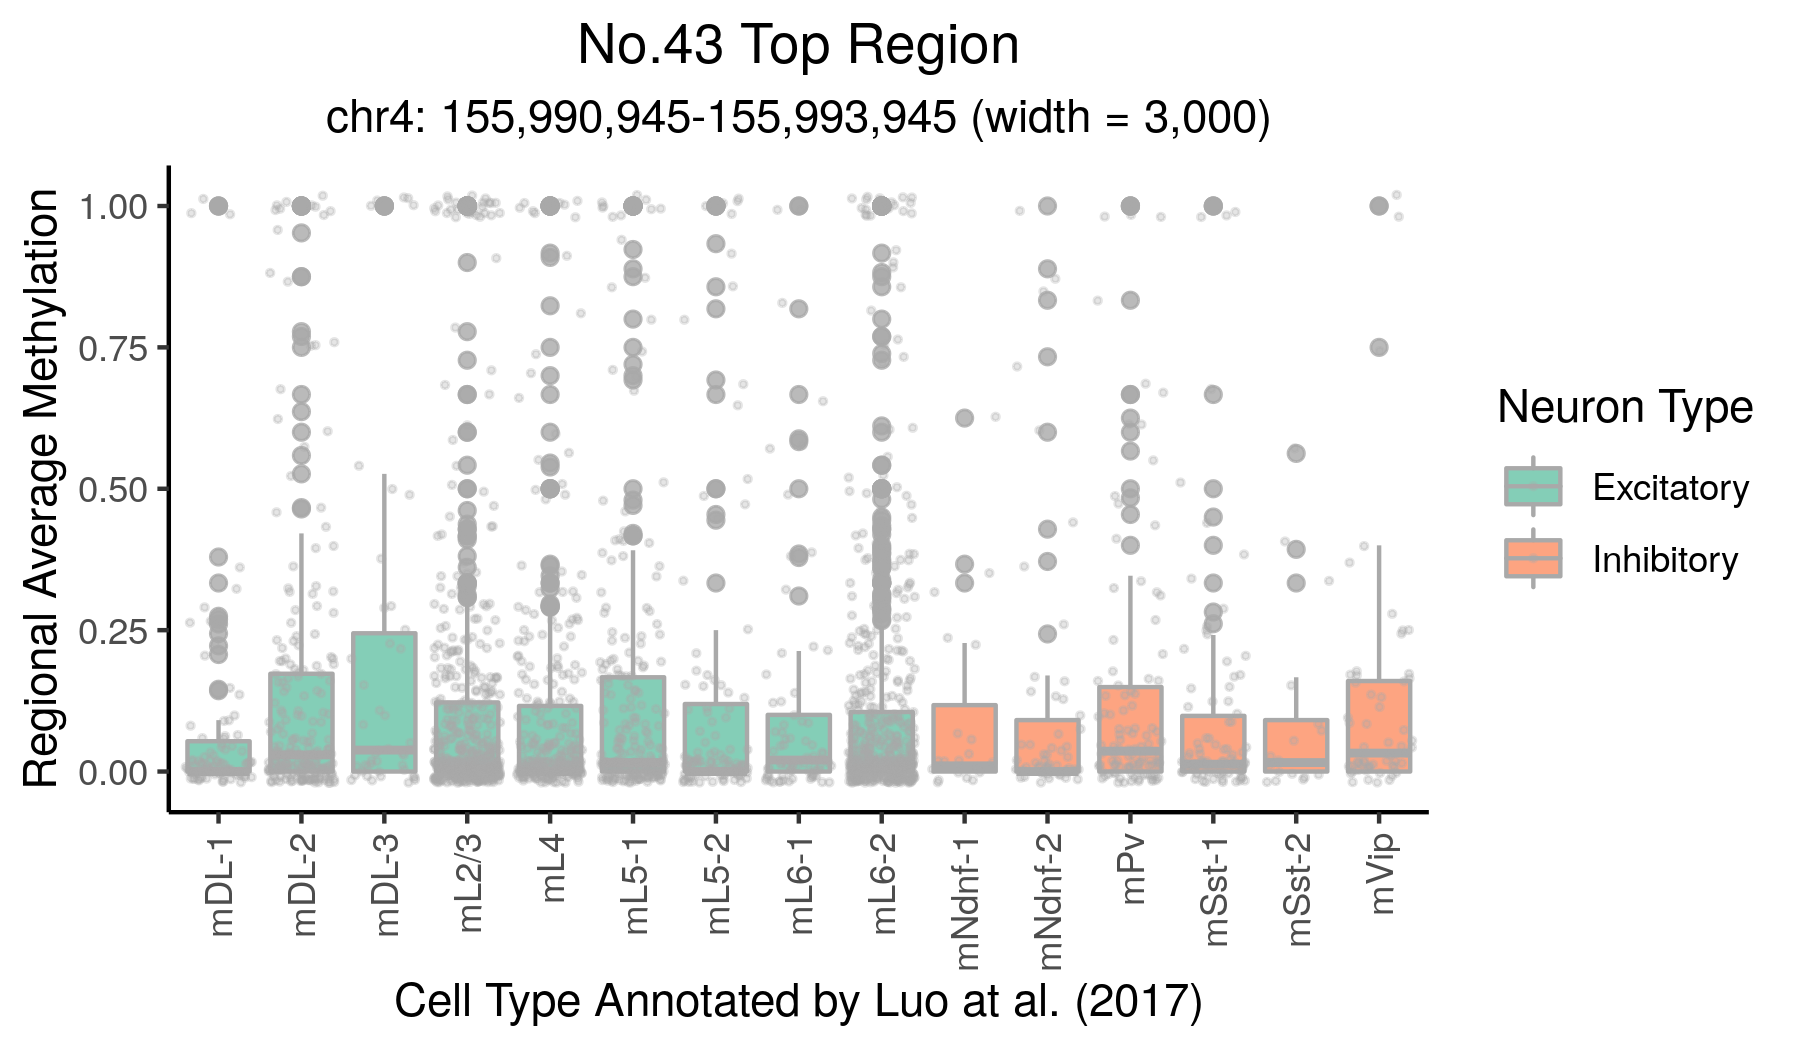 No.43 Top Region
chr4: 155,990,945-155,993,945 (width = 3,000)
Regional Average Methylation
1.00
0.75
0.50
0.25
0.00
mDL-1
mDL-2
mDL-3
mL2/3
mL4
mL5-1
mL5-2
mL6-1
mL6-2
mNdnf-1
mNdnf-2
mPv
mSst-1
mSst-2
mVip
Cell Type Annotated by Luo at al. (2017)
Neuron Type
Excitatory
Inhibitory